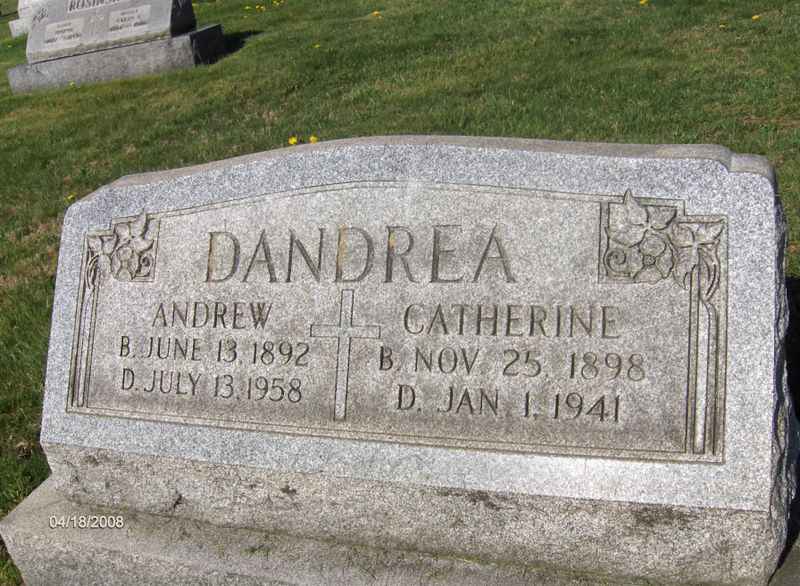 DANDREA
ANDREW
B. JUNE 13, 1892
D. JULY 13, 1958
CATHERINE
B. NOV. 25, 1898
D. JAN 1, 1941
04/18/2008